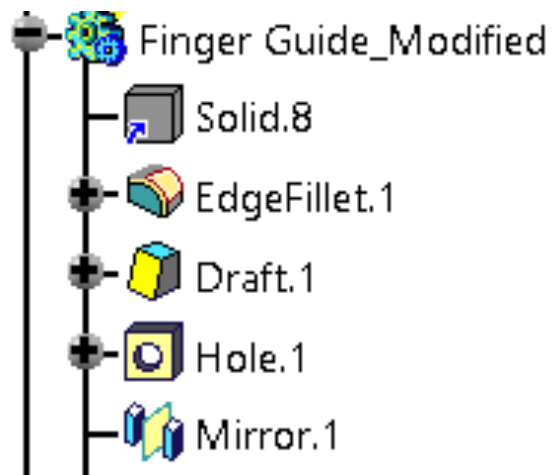 Finger Guide_Modified
Solid.8
EdgeFillet.1
Draft.1
Hole.1
Mirror.1